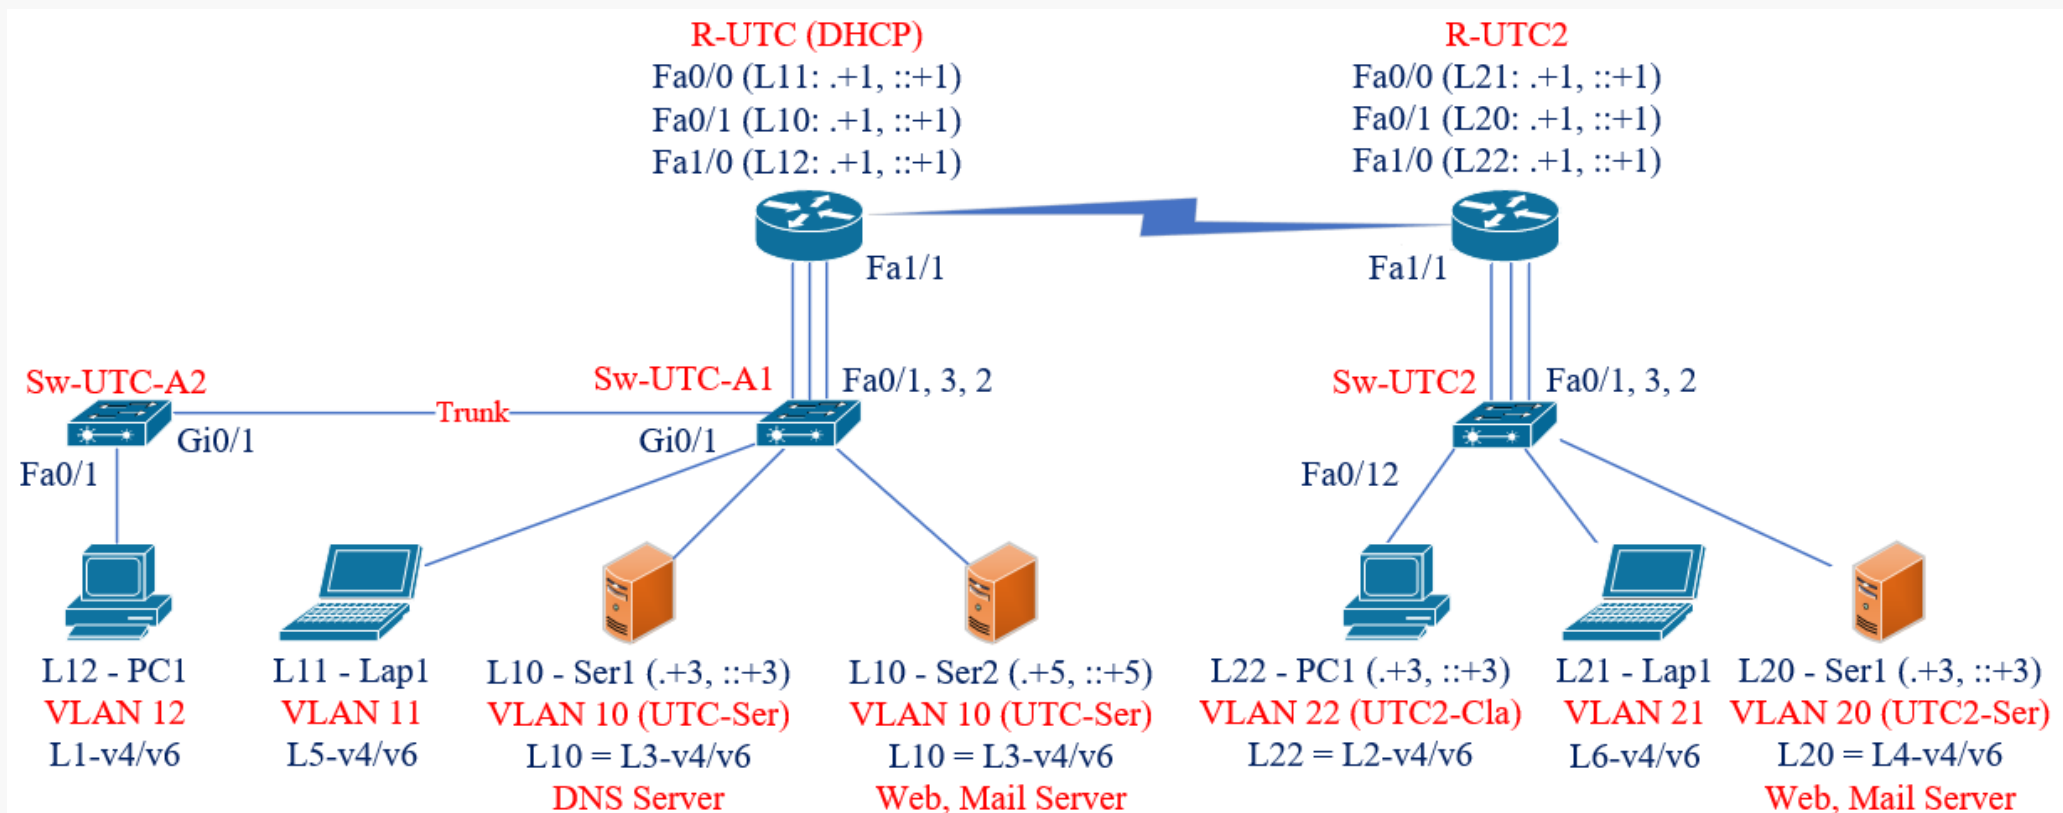 R-UTC (DHCP)
Fa0/0 (L11: .+1, ::+1)
Fa0/1 (L10: .+1, ::+1)
Fa1/0 (L12: .+1, ::+1)
R-UTC2
Fa0/0 (L21: .+1, ::+1)
Fa0/1 (L20: .+1, ::+1)
Fa1/0 (L22: .+1, ::+1)
Fa1/1
Fa1/1
Sw-UTC-A2
Trunk
Sw-UTC-A1
Fa0/1, 3, 2
Sw-UTC2
Fa0/1, 3, 2
Gi0/1
Gi0/1
Fa0/1
Fa0/12
L12 - PC1
VLAN 12
L1-v4/v6
L11 - Lap1
VLAN 11
L5-v4/v6
L10 - Ser1 (.+3, ::+3)
VLAN 10 (UTC-Ser)
L10 = L3-v4/v6
DNS Server
L10 - Ser2 (.+5, ::+5)
VLAN 10 (UTC-Ser)
L10 = L3-v4/v6
Web, Mail Server
L22 - PC1 (.+3, ::+3)
VLAN 22 (UTC2-Cla)
L22 = L2-v4/v6
L21 - Lap1
VLAN 21
L6-v4/v6
L20 - Ser1 (.+3, ::+3)
VLAN 20 (UTC2-Ser)
L20 = L4-v4/v6
Web, Mail Server